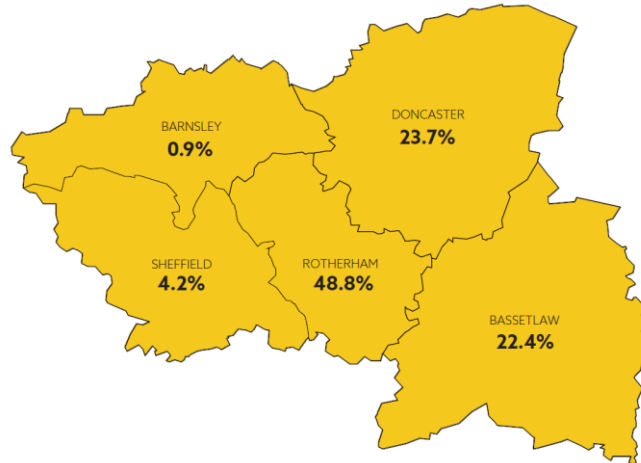 DONCASTER
23.7%
BARNSLEY
0.9%
SHEFFIELD
4.2%
ROTHERHAM
48.8%
BASSETLAW
22.4%